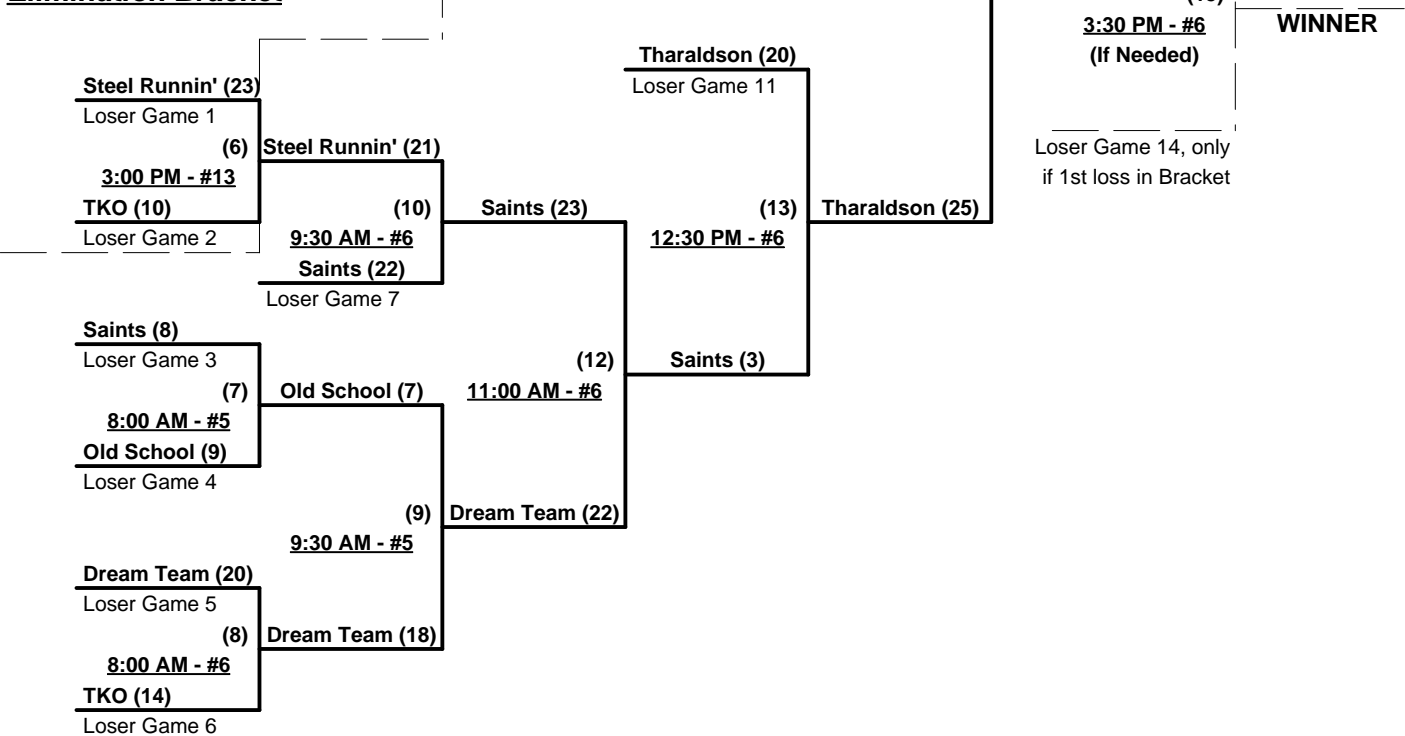 3:30 PM - #6
WINNER
(If Needed)
Tharaldson (20)
Loser Game 11
Steel Runnin' (23)
Loser Game 1
(6)
Steel Runnin' (21)
3:00 PM - #13
TKO (10)
Loser Game 2
(10)
9:30 AM - #6
Saints (23)
Saints (22)
Loser Game 7
(13)
12:30 PM - #6
Tharaldson (25)
Loser Game 14, only
if 1st loss in Bracket
Saints (8)
Loser Game 3
(7)
8:00 AM - #5
Old School (7)
Old School (9)
Loser Game 4
(12)
11:00 AM - #6
Saints (3)
(9)
9:30 AM - #5
Dream Team (22)
Dream Team (20)
Loser Game 5
(8)
8:00 AM - #6
Dream Team (18)
TKO (14)
Loser Game 6